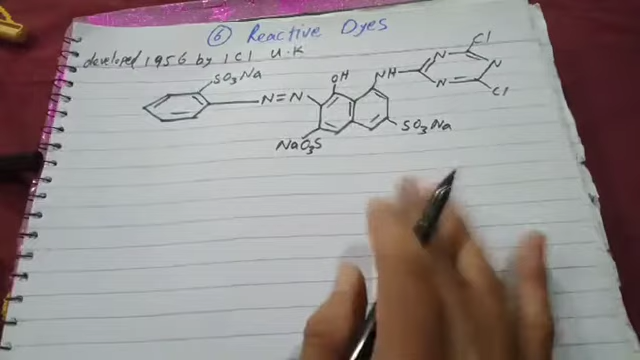 ⑥ Reactive Dyes
developed 1956 by ICI U.K
SO3Na
OH
NH
N
Cl
N
N
Cl
N=N
SO3Na
NaO3S